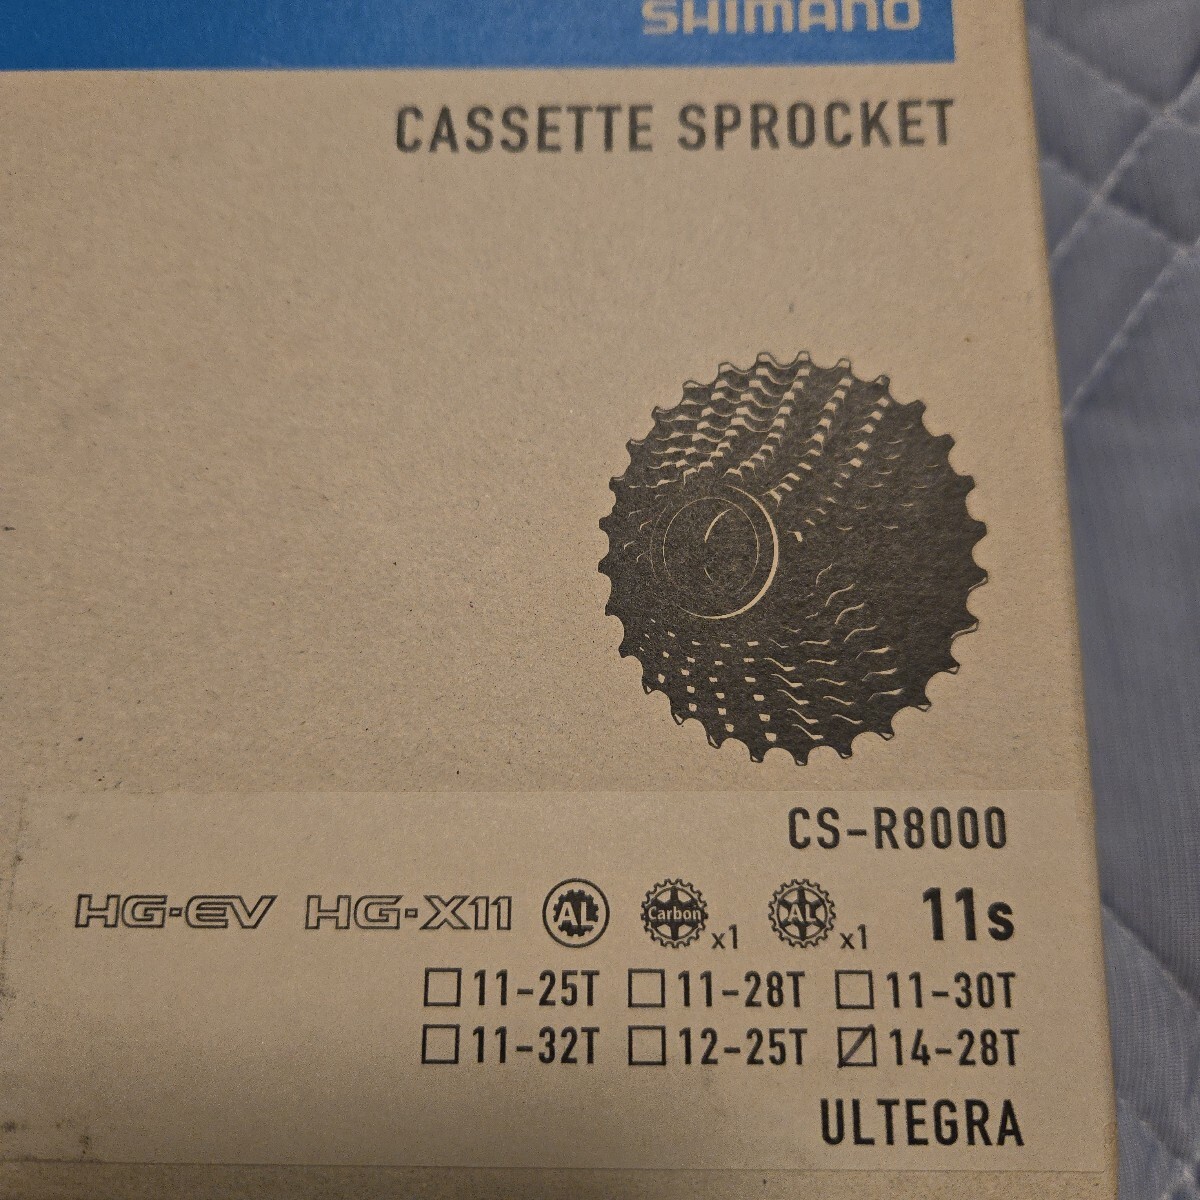 SHIMANO
CASSETTE SPROCKET
CS-R8000
HG-EV HG-X11 AL Carbon x1 AL x1 11s
11-25T 11-28T 11-30T
11-32T 12-25T 14-28T
ULTEGRA